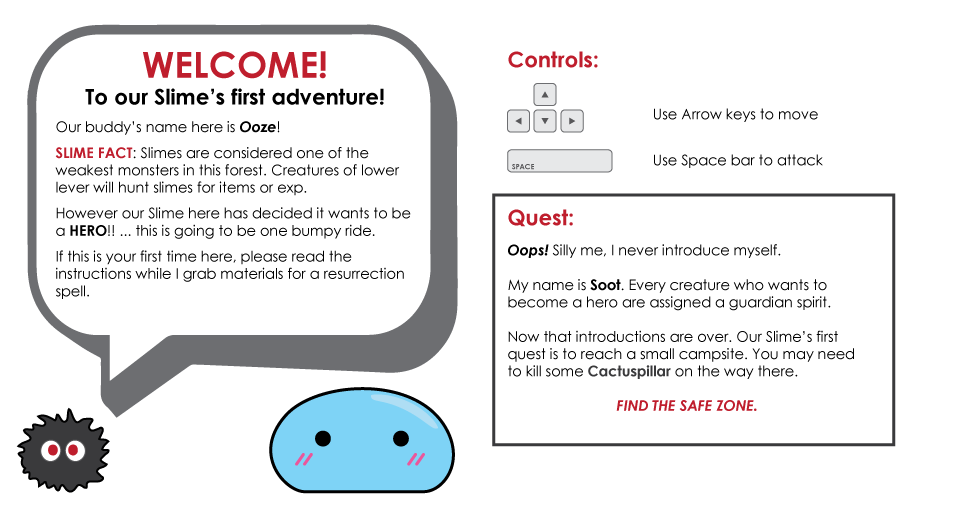 WELCOME!
To our Slime's first adventure!
Our buddy's name here is Ooze!
SLIME FACT: Slimes are considered one of the
weakest monsters in this forest. Creatures of lower
lever will hunt slimes for items or exp.
However our Slime here has decided it wants to be
a HERO!! ... this is going to be one bumpy ride.
If this is your first time here, please read the
instructions while I grab materials for a resurrection
spell.
Controls:
Use Arrow keys to move
SPACE
Use Space bar to attack
Quest:
Oops! Silly me, I never introduce myself.
My name is Soot. Every creature who wants to
become a hero are assigned a guardian spirit.
Now that introductions are over. Our Slime's first
quest is to reach a small campsite. You may need
to kill some Cactuspillar on the way there.
FIND THE SAFE ZONE.